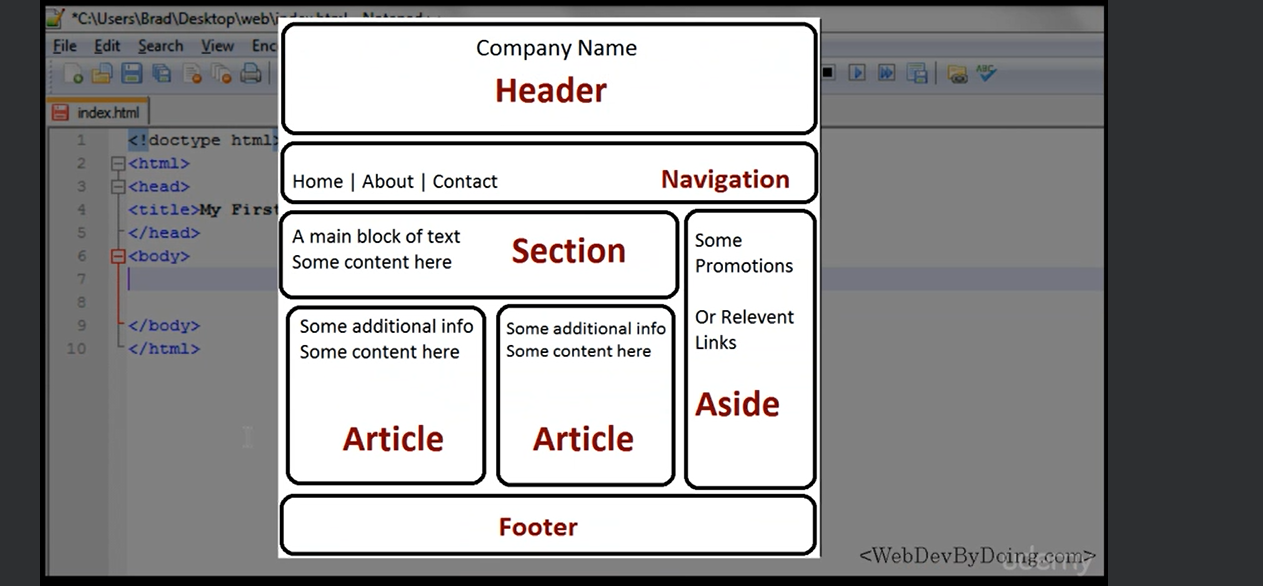 *C:\Users\Brad\Desktop\web\index.html - Notepad++
File Edit Search View Enc
ABC
index.html
1 <!doctype html>
2 <html>
3 <head>
4 <title>My First
5 </head>
6 <body>
7
8
9 </body>
10 </html>
Company Name
Header
Home | About | Contact
Navigation
A main block of text
Some content here
Section
Some
Promotions
Or Relevent
Links
Aside
Some additional info
Some content here
Article
Some additional info
Some content here
Article
Footer
<WebDevByDoing.com>
udemy